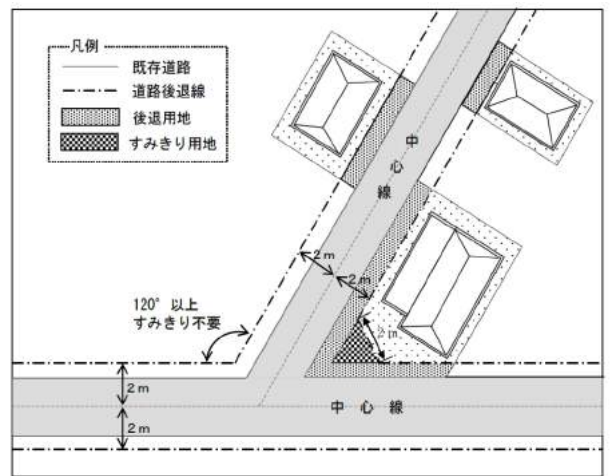 凡例
既存道路
道路後退線
後退用地
すみきり用地
中心線
2m
2m
120°以上
すみきり不要
2m
2m
中心線
2m